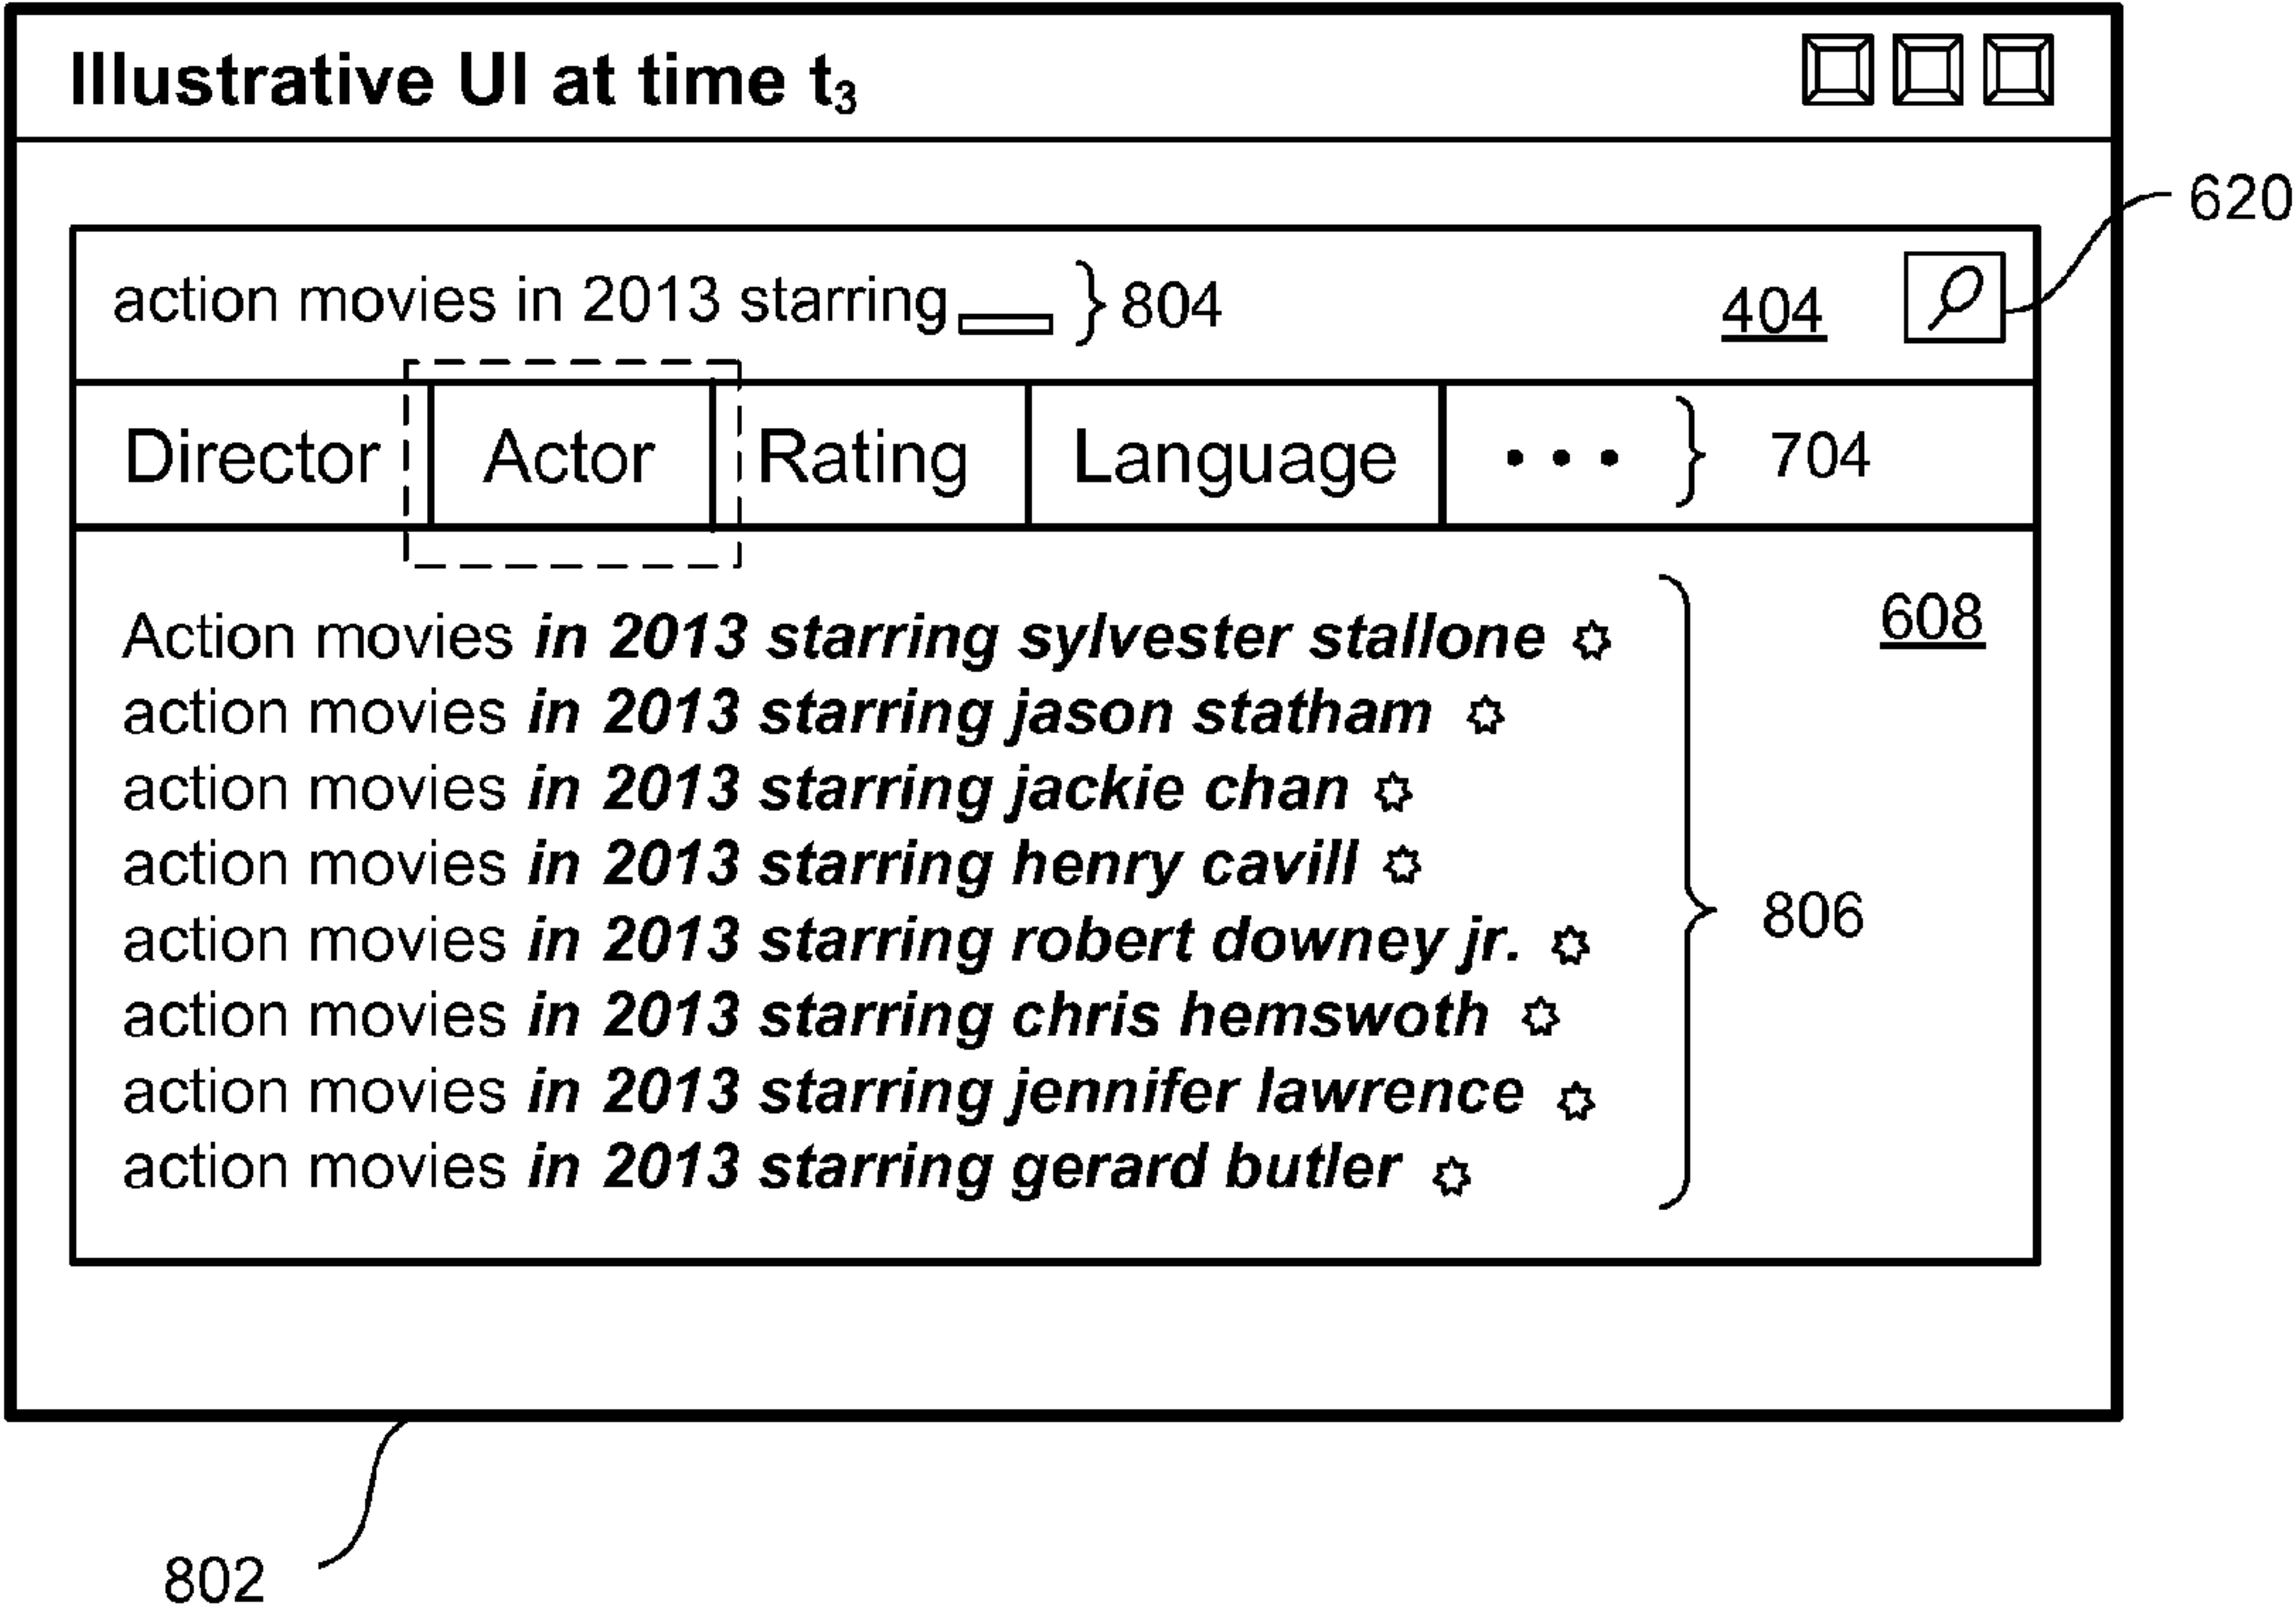 Illustrative UI at time t3
620
action movies in 2013 starring 804 404
Director Actor Rating Language ••• 704
608
Action movies in 2013 starring sylvester stallone
action movies in 2013 starring jason statham
action movies in 2013 starring jackie chan
action movies in 2013 starring henry cavill
806
action movies in 2013 starring robert downey jr.
action movies in 2013 starring chris hemswoth
action movies in 2013 starring jennifer lawrence
action movies in 2013 starring gerard butler
802